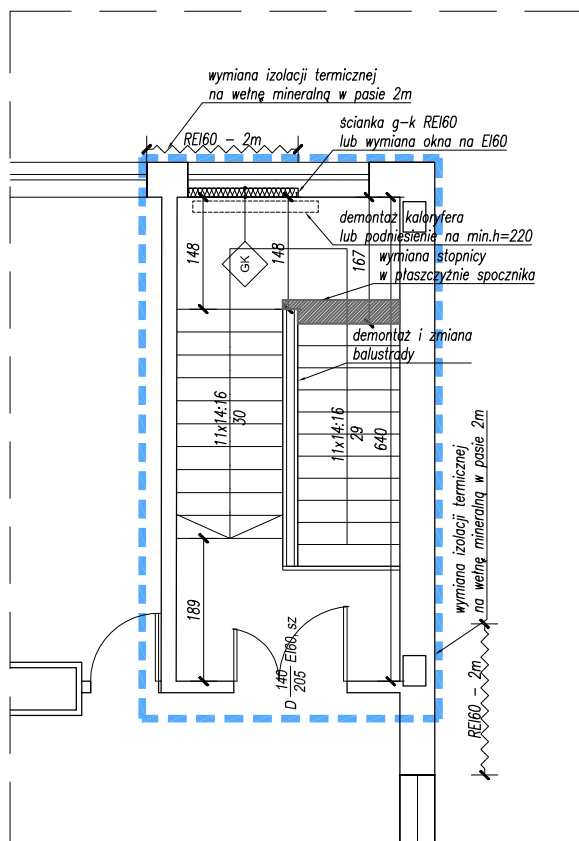 wymiana izolacji termicznej
na wełnę mineralną w pasie 2m
REI60 - 2m
ścianka g-k REI60
lub wymiana okna na EI60
demontaż kaloryfera
lub podniesienie na min.h=220
148
148
167
GK
wymiana stopnicy
w płaszczyźnie spocznika
demontaż i zmiana
balustrady
11x14:16
30
11x14:16
29
640
wymiana izolacji termicznej
na wełnę mineralną w pasie 2m
189
D 140 EI60 sz
205
REI60 - 2m